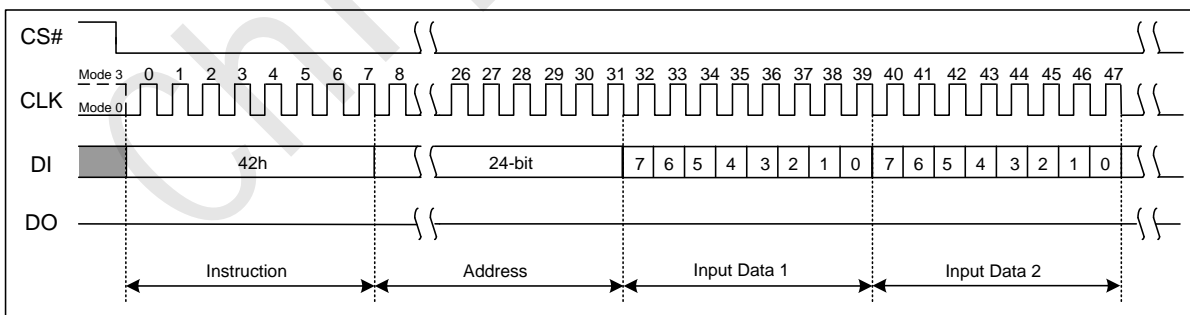 CS#
Mode 3 0 1 2 3 4 5 6 7 8 26 27 28 29 30 31 32 33 34 35 36 37 38 39 40 41 42 43 44 45 46 47
CLK
Mode 0
DI 42h 24-bit 7 6 5 4 3 2 1 0 7 6 5 4 3 2 1 0
DO
Instruction Address Input Data 1 Input Data 2